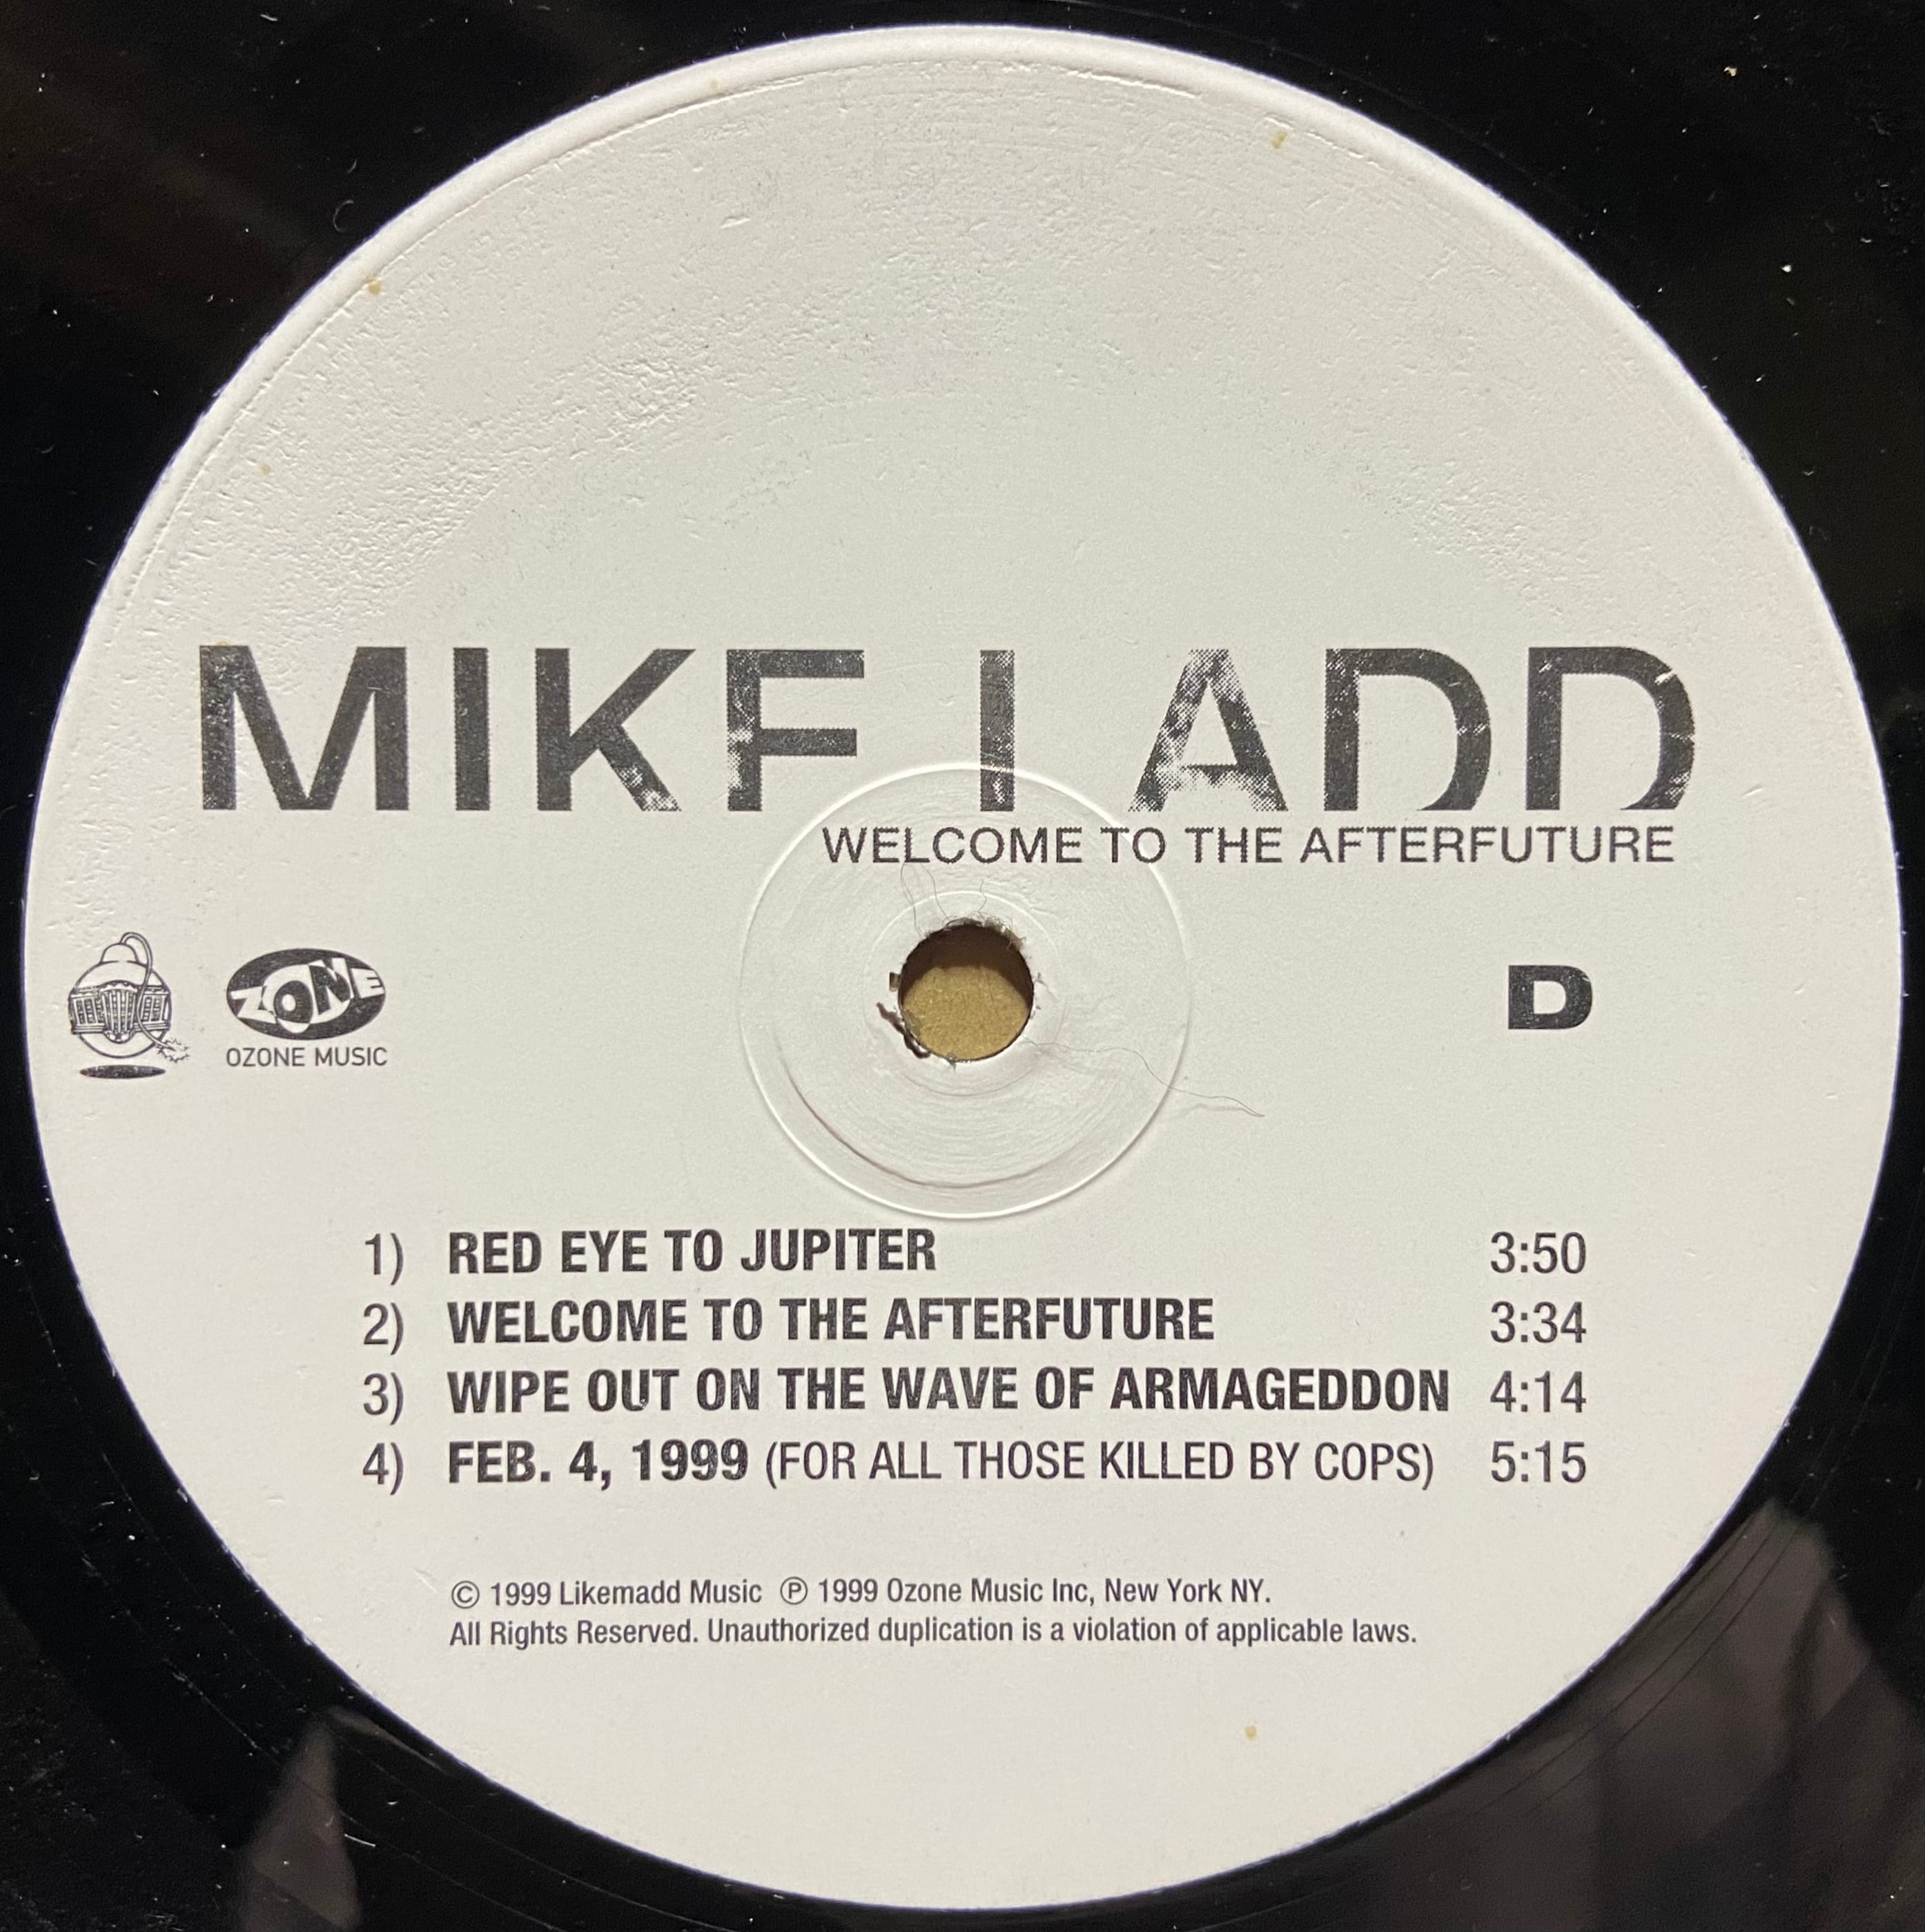 MIKE LADD
WELCOME TO THE AFTERFUTURE
OZONE
OZONE MUSIC
D
1) RED EYE TO JUPITER 3:50
2) WELCOME TO THE AFTERFUTURE 3:34
3) WIPE OUT ON THE WAVE OF ARMAGEDDON 4:14
4) FEB. 4, 1999 (FOR ALL THOSE KILLED BY COPS) 5:15
© 1999 Likemadd Music ℗ 1999 Ozone Music Inc, New York NY.
All Rights Reserved. Unauthorized duplication is a violation of applicable laws.